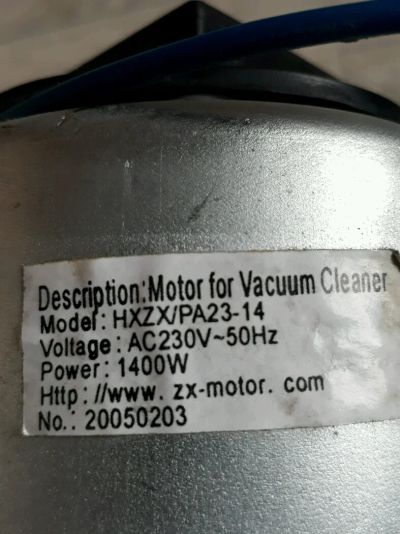 Description:Motor for Vacuum Cleaner
Model: HXZX/PA23-14
Voltage: AC230V~50Hz
Power: 1400W
Http://www. zx-motor. com
No.: 20050203